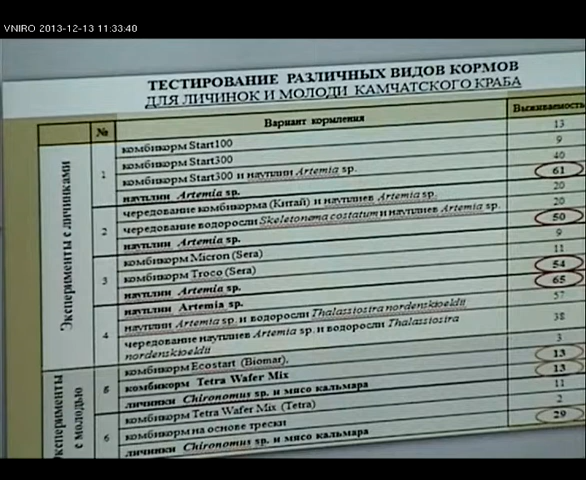 VNIRO 2013-12-13 11:33:40
ТЕСТИРОВАНИЕ РАЗЛИЧНЫХ ВИДОВ КОРМОВ
ДЛЯ ЛИЧИНОК И МОЛОДИ КАМЧАТСКОГО КРАБА
№ Вариант кормления Выживаемость
Эксперименты с личинками
1
комбикорм Start100 13
комбикорм Start300 9
комбикорм Start300 и науплии Artemia sp. 40
науплии Artemia sp. 61
2
чередование комбикорма (Китай) и науплиев Artemia sp. 20
чередование водоросли Skeletonema costatum и науплиев Artemia sp. 20
науплии Artemia sp. 50
3
комбикорм Micron (Sera) 9
комбикорм Troco (Sera) 11
науплии Artemia sp. 54
4
науплии Artemia sp. 65
науплии Artemia sp. и водоросли Thalassiosira nordenskioeldii 57
чередование науплиев Artemia sp. и водоросли Thalassiosira 38
nordenskioeldii
Эксперименты
с молодью
комбикорм Ecostart (Biomar), 3
комбикорм Tetra Wafer Mix 13
личинки Chironomus sp. и мясо кальмара 13
6
комбикорм Tetra Wafer Mix (Tetra) 11
комбикорм на основе трески 2
личинки Chironomus sp. и мясо кальмара 29